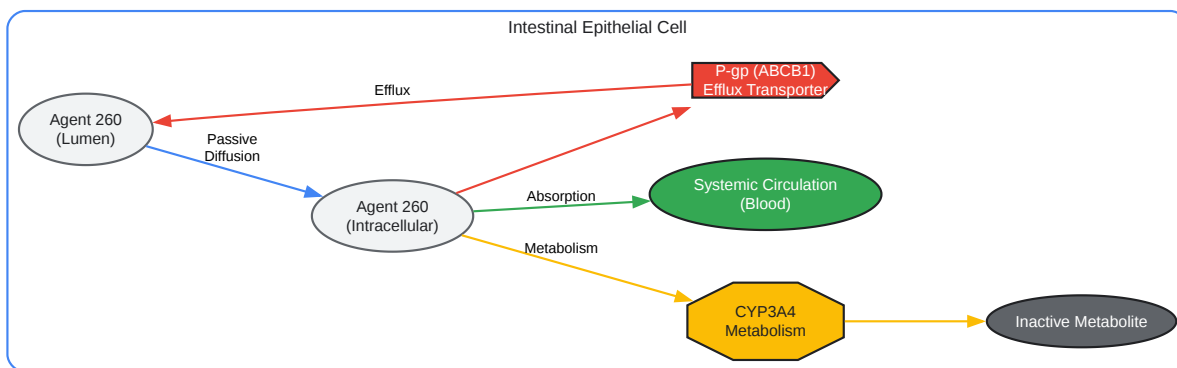 Intestinal Epithelial Cell
P-gp (ABCB1)
Efflux Transporter
Efflux
Agent 260
(Lumen)
Passive
Diffusion
Agent 260
(Intracellular)
Absorption
Systemic Circulation
(Blood)
Metabolism
CYP3A4
Metabolism
Inactive Metabolite